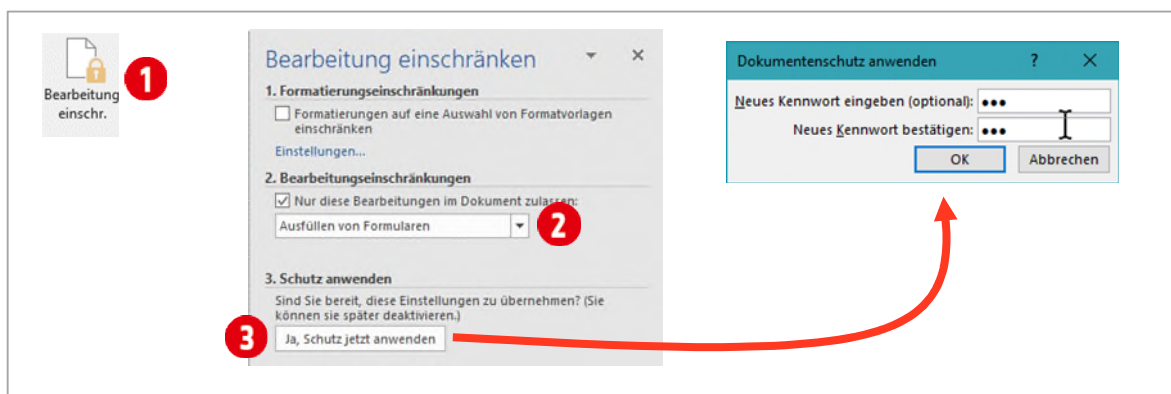 1
Bearbeitung
einschr.
Bearbeitung einschränken
1. Formatierungseinschränkungen
Formatierungen auf eine Auswahl von Formatvorlagen
einschränken
Einstellungen...
2. Bearbeitungseinschränkungen
Nur diese Bearbeitungen im Dokument zulassen:
Ausfüllen von Formularen
2
3. Schutz anwenden
Sind Sie bereit, diese Einstellungen zu übernehmen? (Sie
können sie später deaktivieren.)
3
Ja, Schutz jetzt anwenden
Dokumentenschutz anwenden ?
Neues Kennwort eingeben (optional): •••
Neues Kennwort bestätigen: •••
OK Abbrechen